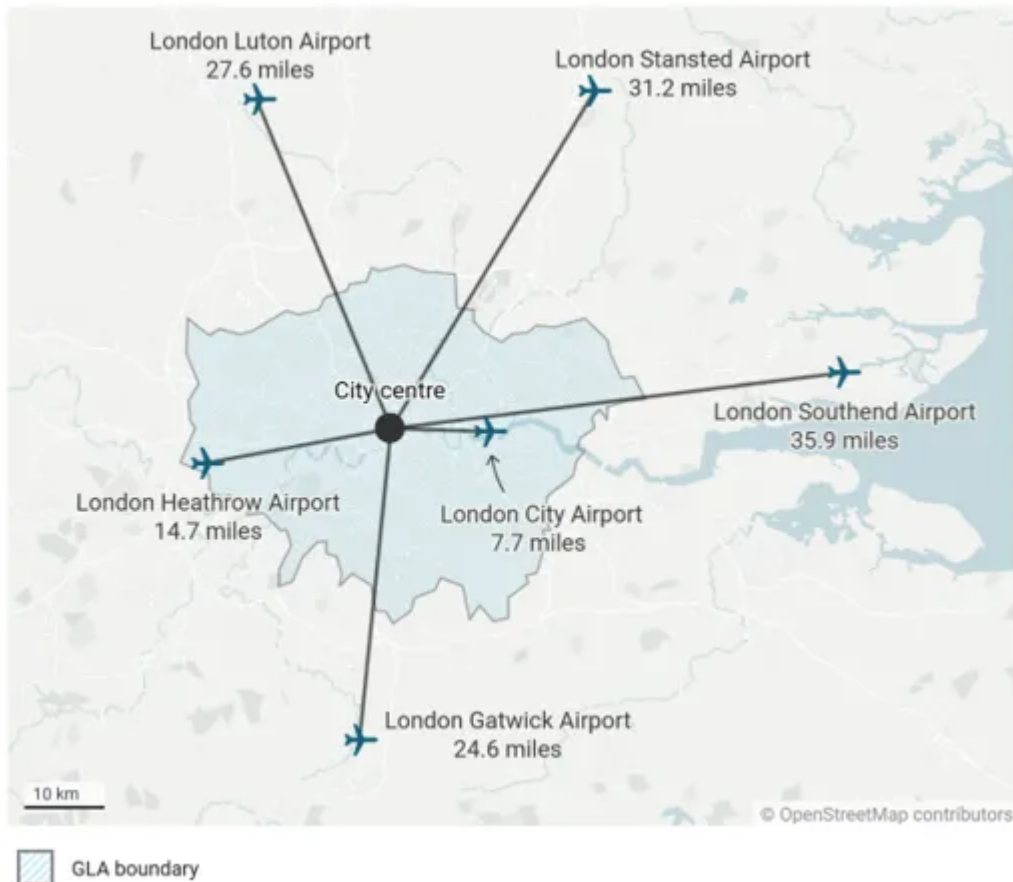 London Luton Airport
27.6 miles
London Stansted Airport
31.2 miles
City centre
London Southend Airport
35.9 miles
London Heathrow Airport
14.7 miles
London City Airport
7.7 miles
London Gatwick Airport
24.6 miles
10 km
© OpenStreetMap contributors
GLA boundary